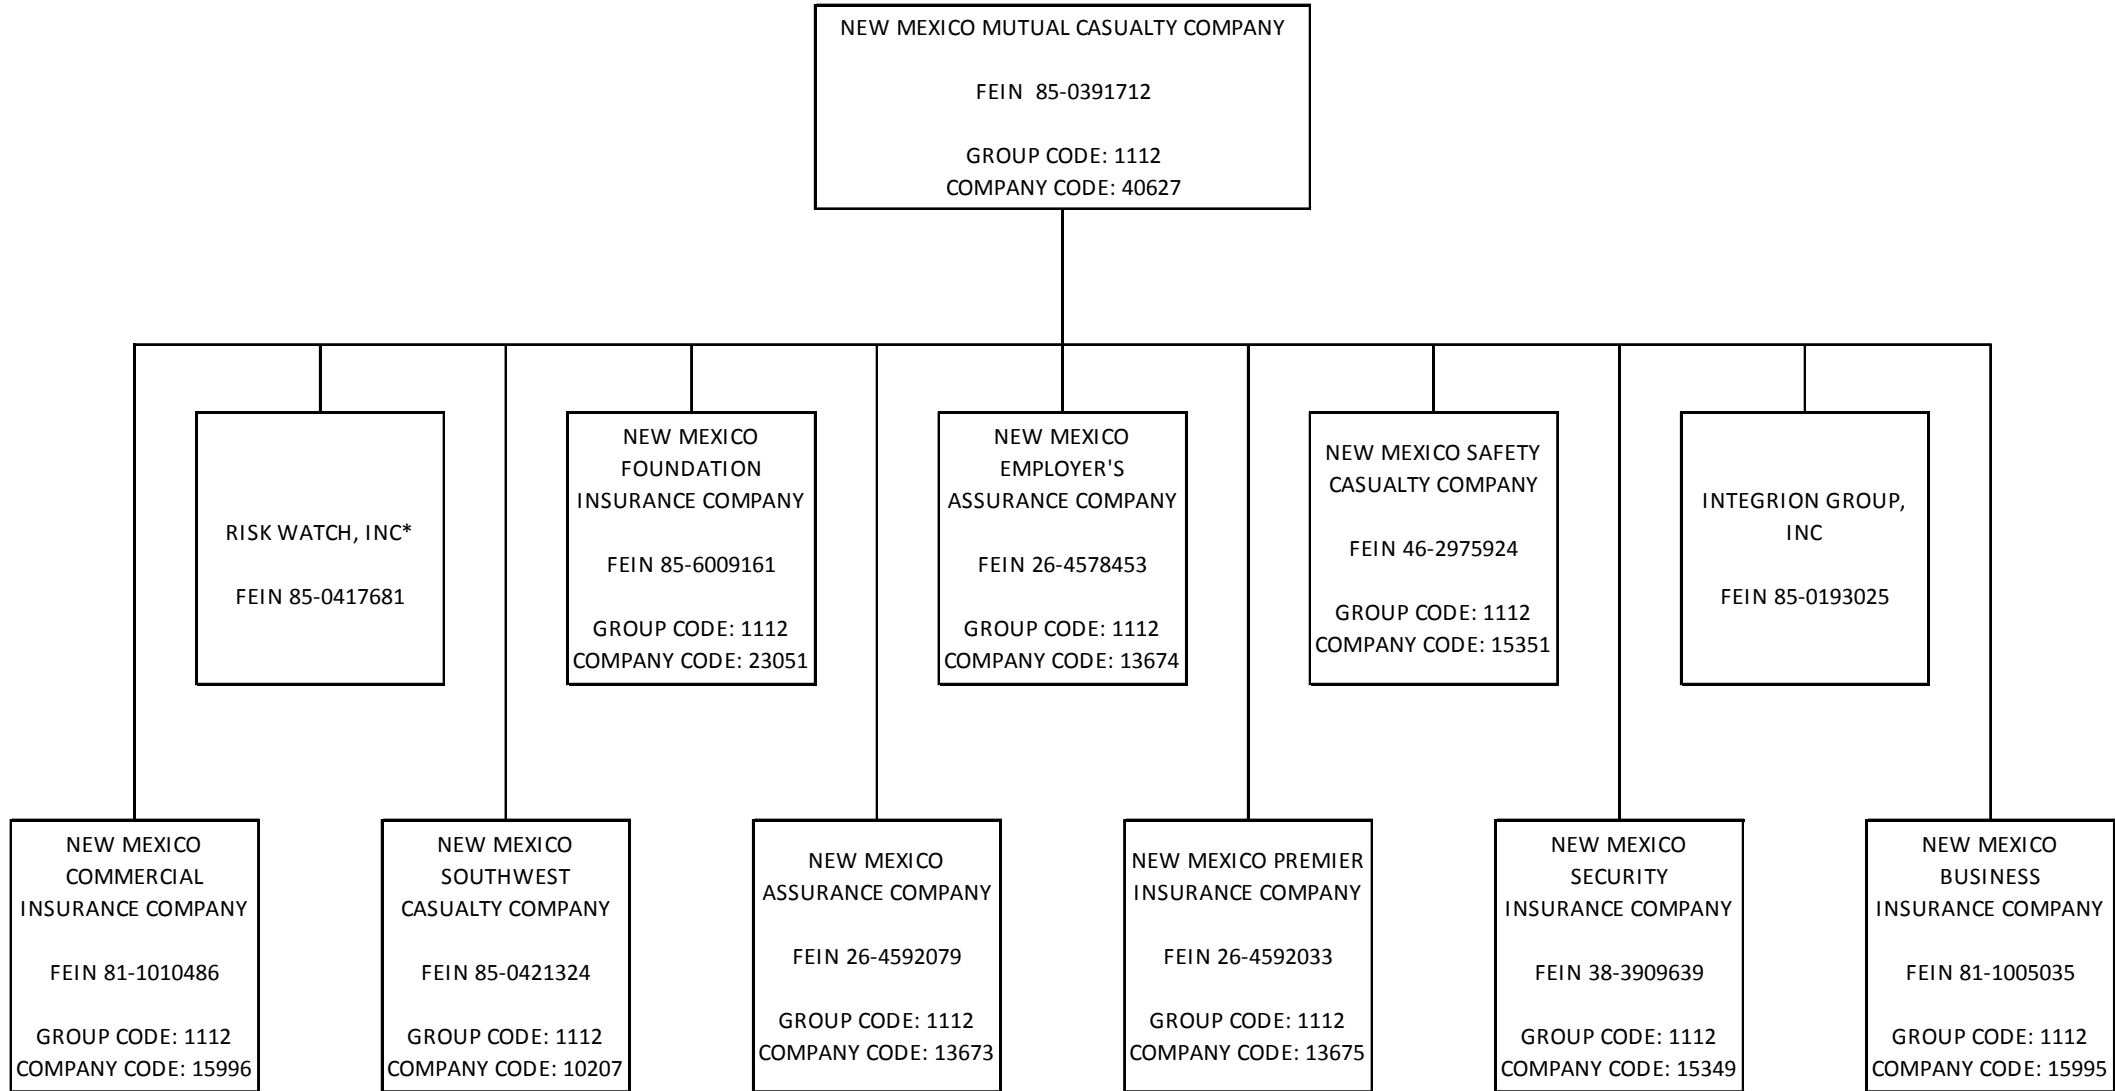 NEW MEXICO MUTUAL CASUALTY COMPANY
FEIN  85-0391712
GROUP CODE: 1112
COMPANY CODE: 40627
RISK WATCH, INC*
FEIN 85-0417681
NEW MEXICO
FOUNDATION
INSURANCE COMPANY
FEIN 85-6009161
GROUP CODE: 1112
COMPANY CODE: 23051
NEW MEXICO
EMPLOYER'S
ASSURANCE COMPANY
FEIN 26-4578453
GROUP CODE: 1112
COMPANY CODE: 13674
NEW MEXICO SAFETY
CASUALTY COMPANY
FEIN 46-2975924
GROUP CODE: 1112
COMPANY CODE: 15351
INTEGRION GROUP,
INC
FEIN 85-0193025
NEW MEXICO
COMMERCIAL
INSURANCE COMPANY
FEIN 81-1010486
GROUP CODE: 1112
COMPANY CODE: 15996
NEW MEXICO
SOUTHWEST
CASUALTY COMPANY
FEIN 85-0421324
GROUP CODE: 1112
COMPANY CODE: 10207
NEW MEXICO
ASSURANCE COMPANY
FEIN 26-4592079
GROUP CODE: 1112
COMPANY CODE: 13673
NEW MEXICO PREMIER
INSURANCE COMPANY
FEIN 26-4592033
GROUP CODE: 1112
COMPANY CODE: 13675
NEW MEXICO
SECURITY
INSURANCE COMPANY
FEIN 38-3909639
GROUP CODE: 1112
COMPANY CODE: 15349
NEW MEXICO
BUSINESS
INSURANCE COMPANY
FEIN 81-1005035
GROUP CODE: 1112
COMPANY CODE: 15995